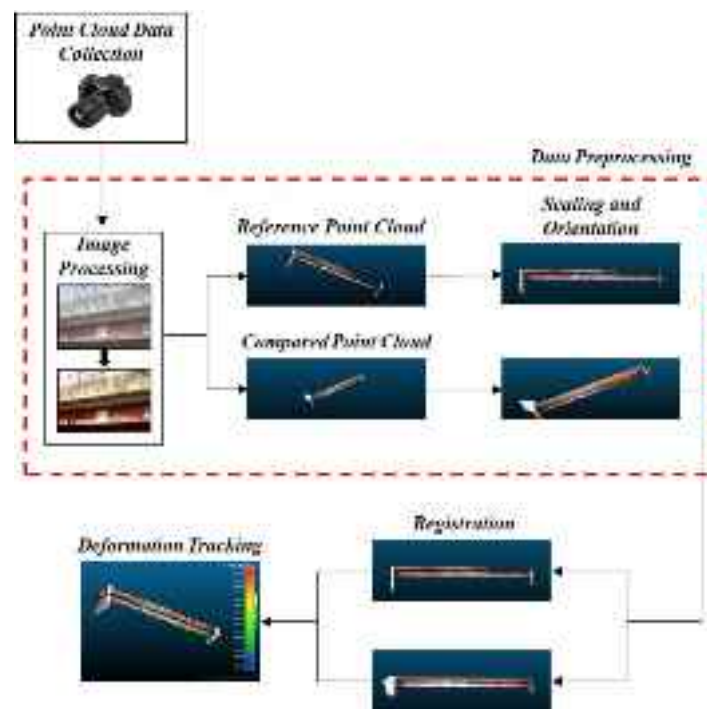 Point Cloud Data
Collection
Data Preprocessing
Image
Processing
Reference Point Cloud
Scaling and
Orientation
Compared Point Cloud
Registration
Deformation Tracking